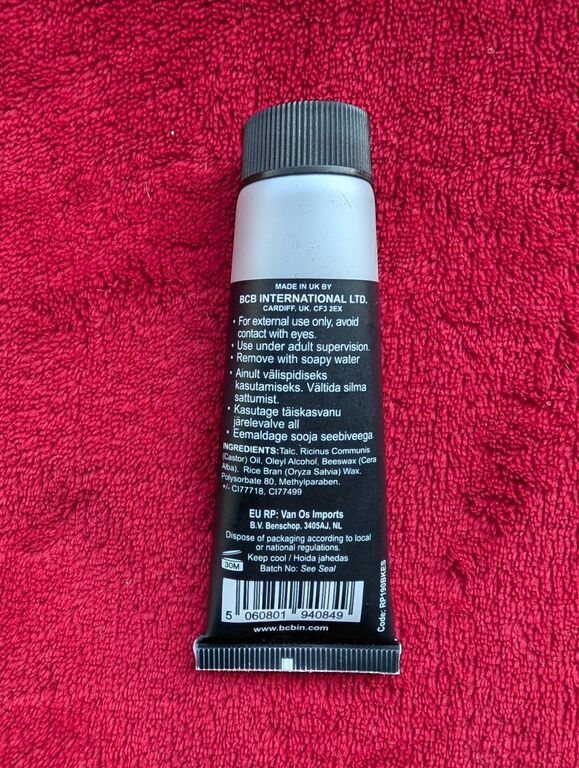 MADE IN UK BY
BCB INTERNATIONAL LTD.
CARDIFF, UK, CF3 2EX
• For external use only, avoid
contact with eyes.
• Use under adult supervision.
• Remove with soapy water
• Ainult välispidiseks
kasutamiseks. Vältida silma
sattumist.
• Kasutage täiskasvanu
järelevalve all
• Eemaldage sooja seebiveega.
INGREDIENTS:Talc, Ricinus Communis
(Castor) Oil, Oleyl Alcohol, Beeswax (Cera
Alba), Rice Bran (Oryza Satvia) Wax,
Polysorbate 80, Methylparaben,
+/- CI77718, CI77499
EU RP: Van Os Imports
B.V. Benschop, 3405AJ, NL
Dispose of packaging according to local
or national regulations.
Keep cool / Hoida jahedas
Batch No: See Seal
30M
5 060801 940849
www.bcbin.com
Code: RP190BKES